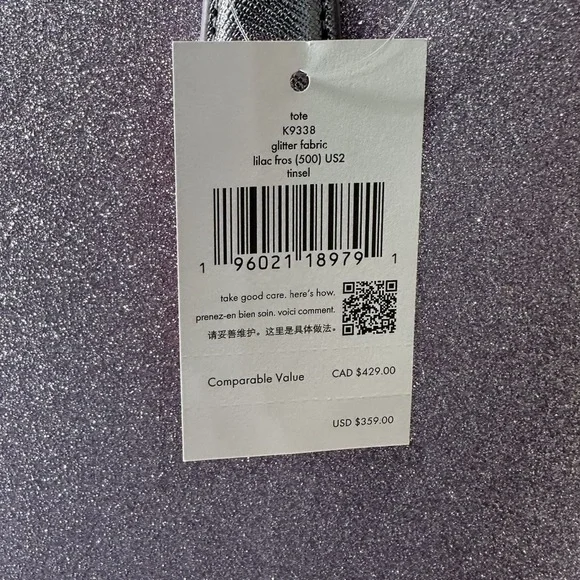 tote
K9338
glitter fabric
lilac fros (500) US2
tinsel
1 96021 18979 1
take good care. here's how.
prenez-en bien soin. voici comment.
请妥善维护。这里是具体做法。
Comparable Value CAD $429.00
USD $359.00